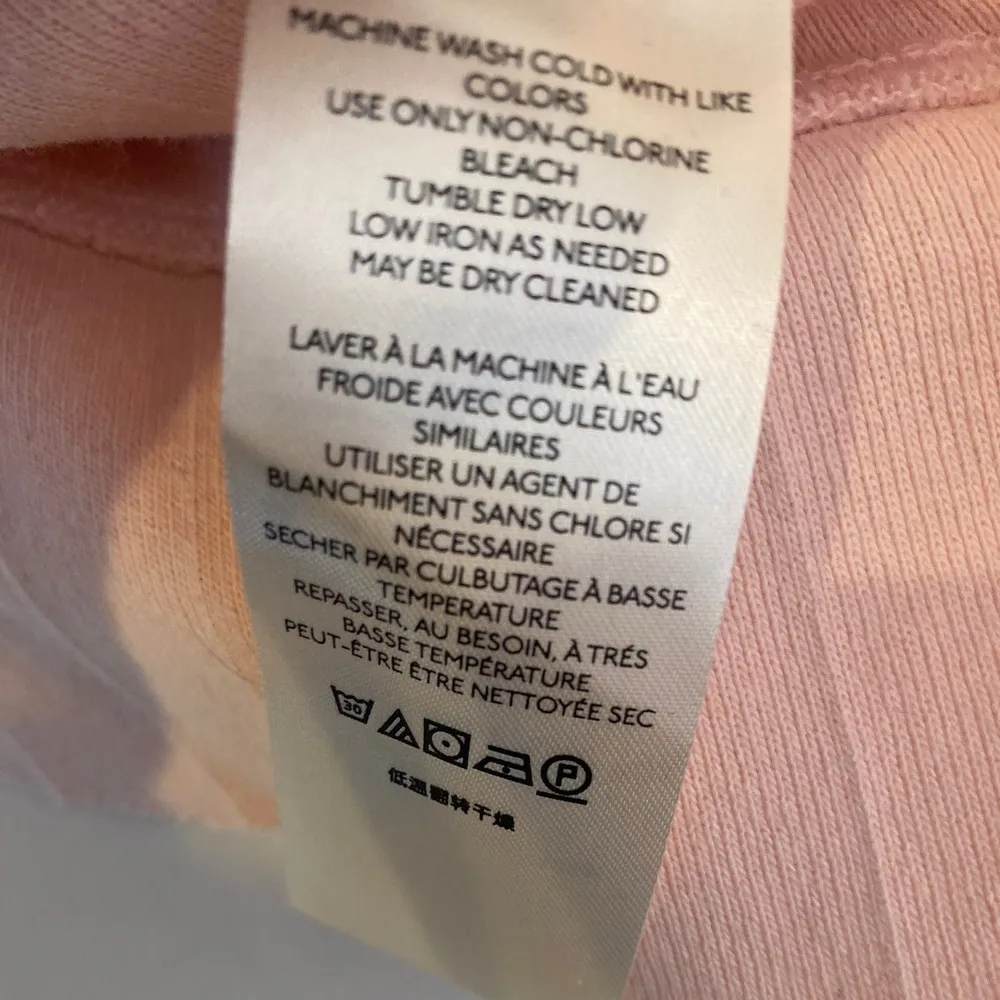 MACHINE WASH COLD WITH LIKE
COLORS
USE ONLY NON-CHLORINE
BLEACH
TUMBLE DRY LOW
LOW IRON AS NEEDED
MAY BE DRY CLEANED
LAVER À LA MACHINE À L'EAU
FROIDE AVEC COULEURS
SIMILAIRES
UTILISER UN AGENT DE
BLANCHIMENT SANS CHLORE SI
NÉCESSAIRE
SECHER PAR CULBUTAGE À BASSE
TEMPERATURE
REPASSER, AU BESOIN, À TRÉS
BASSE TEMPÉRATURE
PEUT-ÊTRE ÊTRE NETTOYÉE SEC
30 P
低温翻转干燥